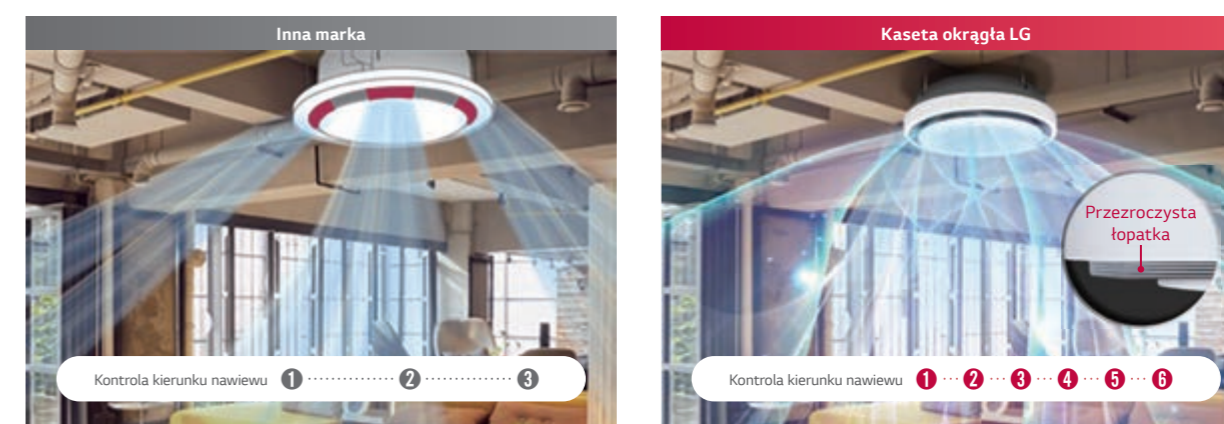 Inna marka
Kontrola kierunku nawiewu 1 2 3
Kaseta okrągła LG
Przezroczysta
łopatka
Kontrola kierunku nawiewu 1 2 3 4 5 6